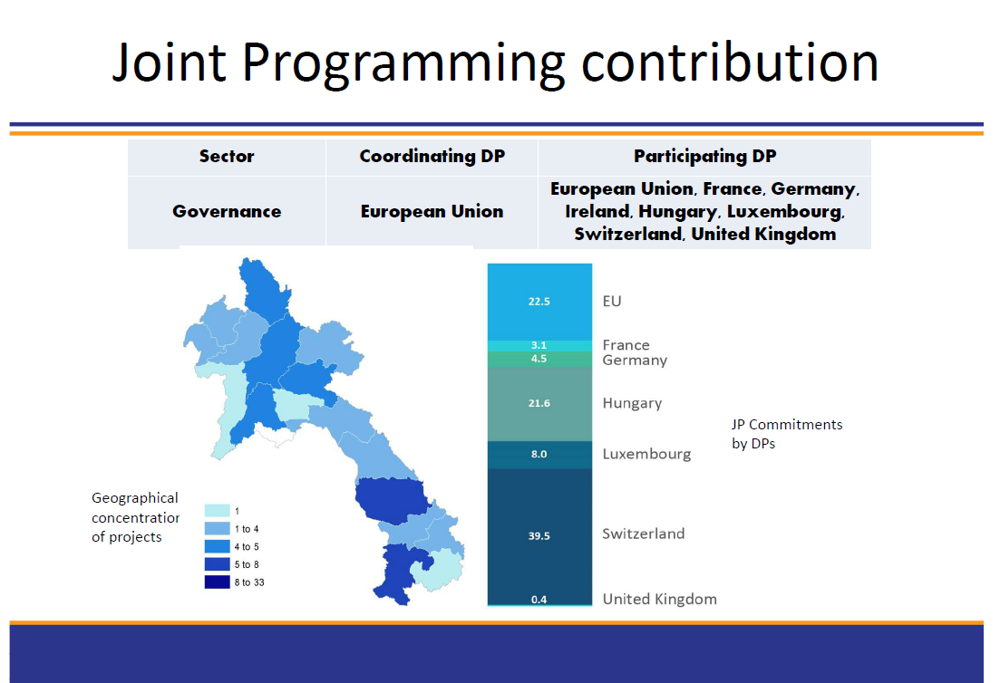 Joint Programming contribution
Sector
Coordinating DP
Participating DP
Governance
European Union
European Union, France, Germany,
Ireland, Hungary, Luxembourg,
Switzerland, United Kingdom
22.5
EU
3.1
France
4.5
Germany
21.6
Hungary
8.0
Luxembourg
39.5
Switzerland
0.4
United Kingdom
JP Commitments
by DPs
Geographical
concentration
of projects
1
1 to 4
4 to 5
5 to 8
8 to 33